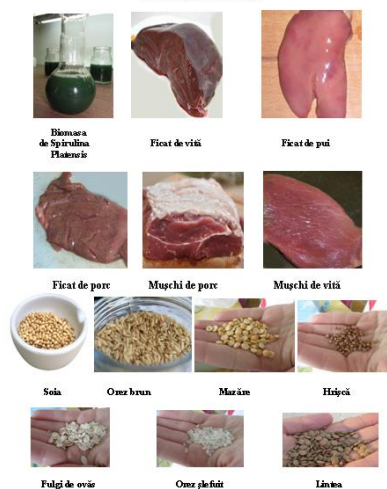 Biomasa
de Spirulina
Platensis
Ficat de vită
Ficat de pui
Ficat de porc
Mușchi de porc
Mușchi de vită
Soia
Orez brun
Mazăre
Hrișcă
Fulgi de ovăs
Orez șlefuit
Lintea